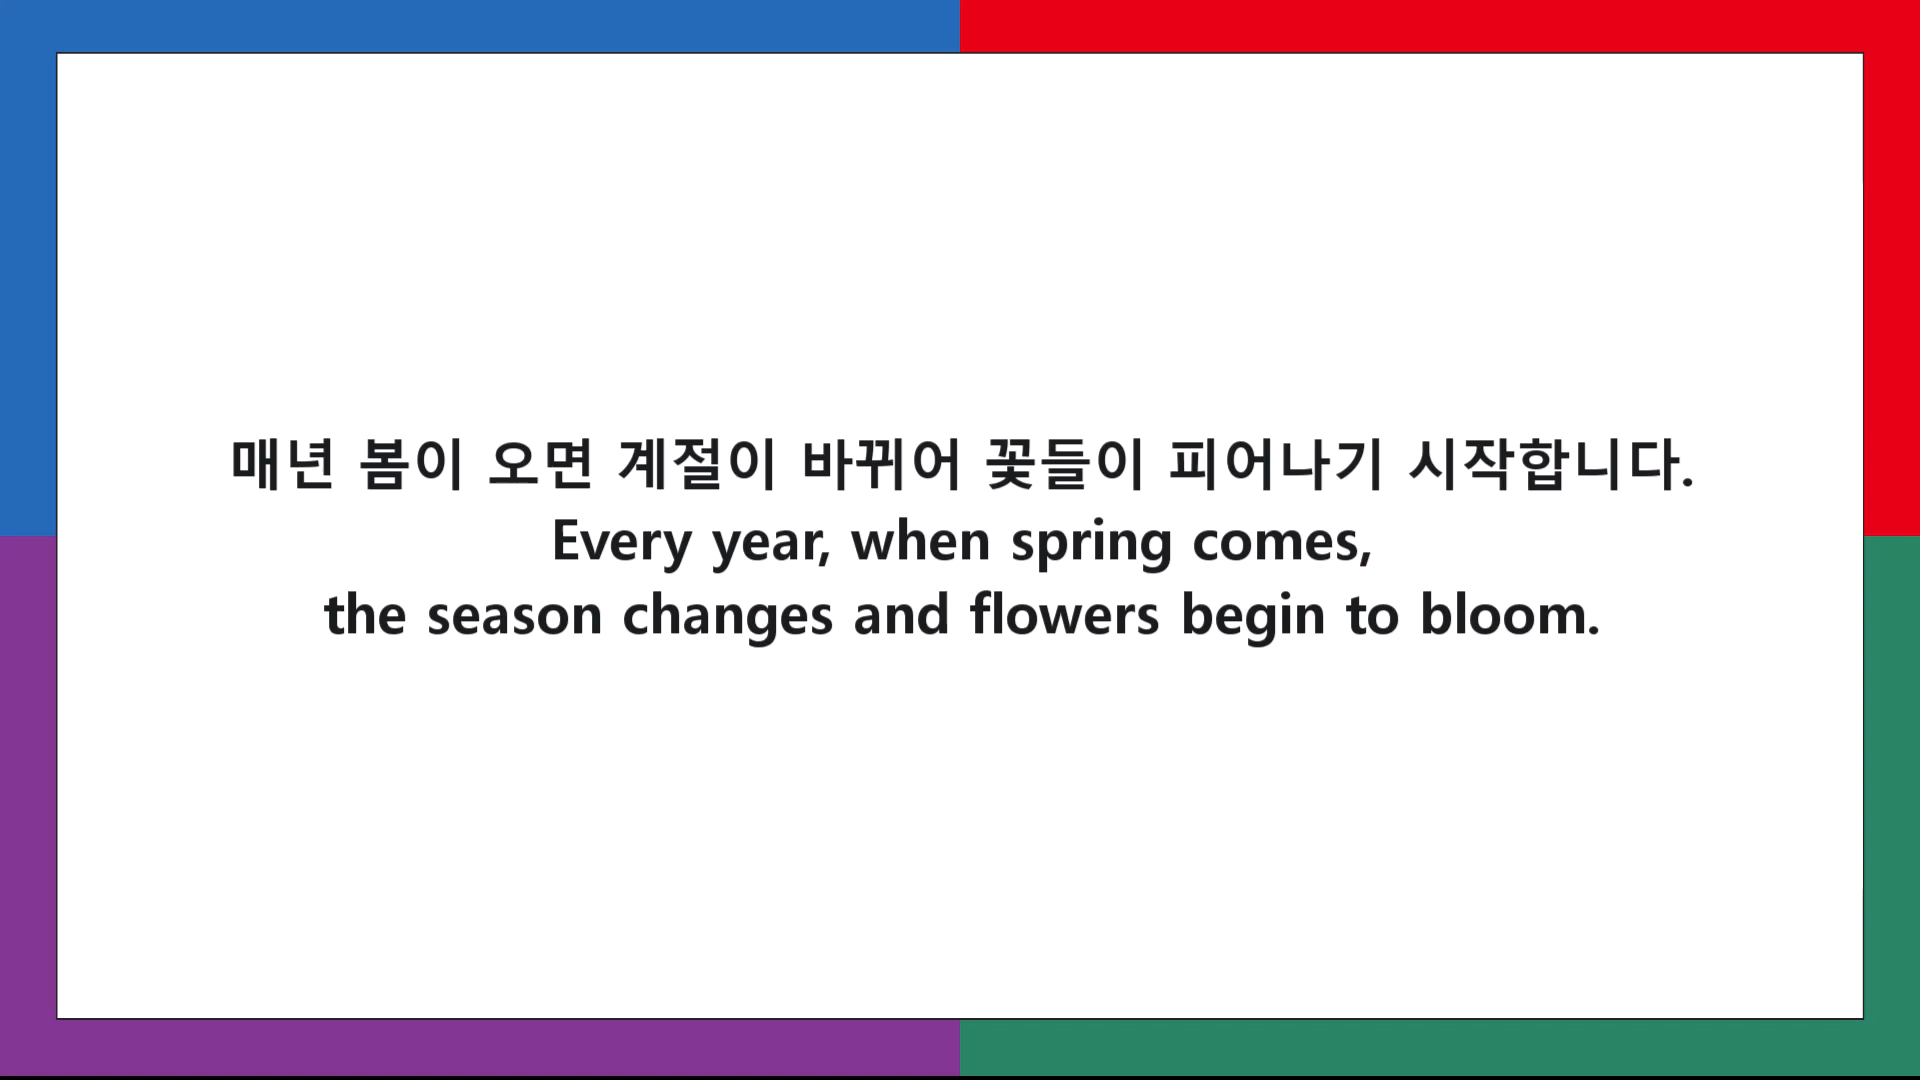 매년 봄이 오면 계절이 바뀌어 꽃들이 피어나기 시작합니다.
Every year, when spring comes,
the season changes and flowers begin to bloom.